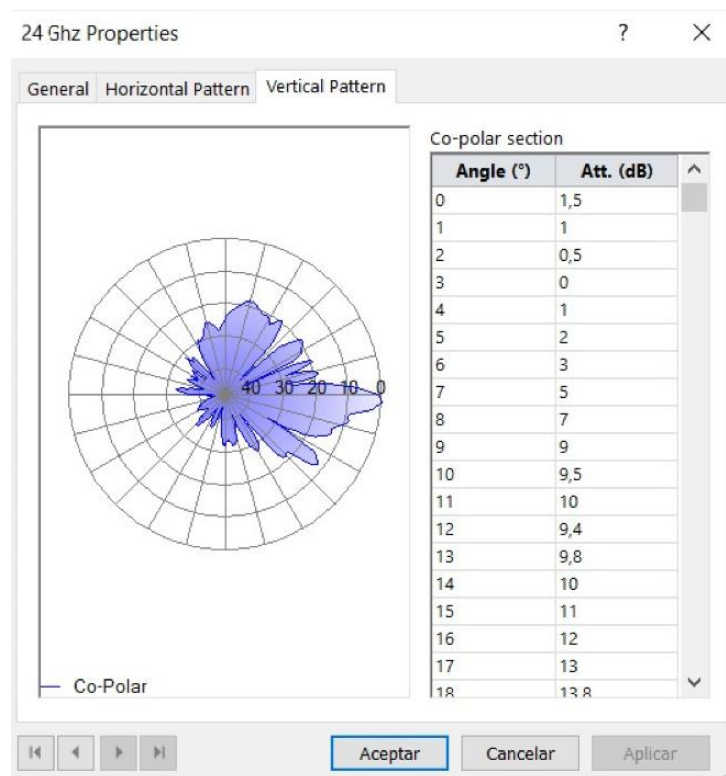 24 Ghz Properties
?
General Horizontal Pattern Vertical Pattern
Co-polar section
Angle (°) Att. (dB)
0 1,5
1 1
2 0,5
3 0
4 1
5 2
6 3
7 5
8 7
9 9
10 9,5
11 10
12 9,4
13 9,8
14 10
15 11
16 12
17 13
18 13,8
40 30 20 10 0
Co-Polar
Aceptar Cancelar Aplicar